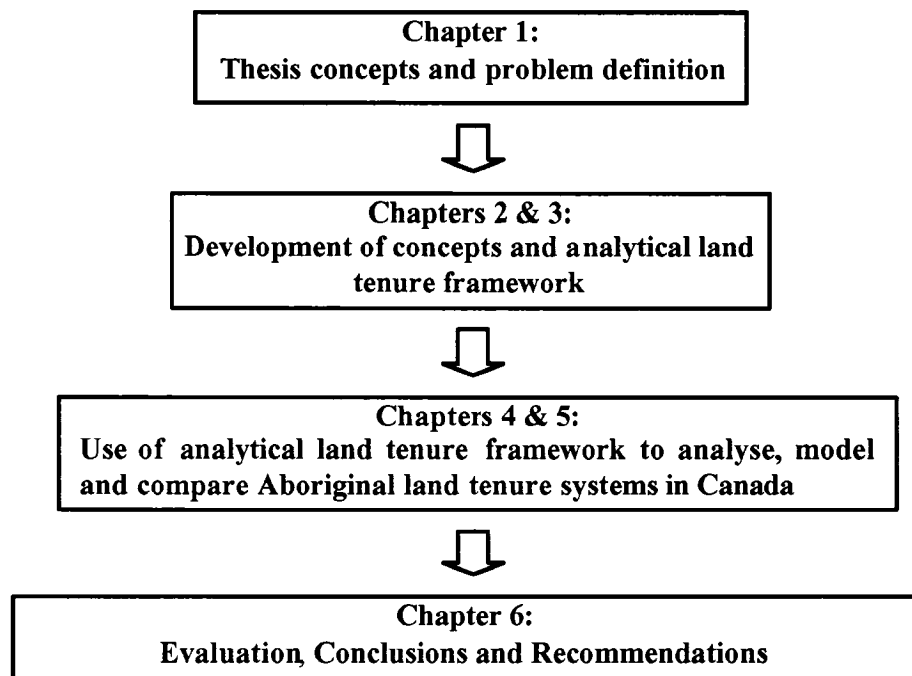 Chapter 1:
Thesis concepts and problem definition
Chapters 2 & 3:
Development of concepts and analytical land
tenure framework
Chapters 4 & 5:
Use of analytical land tenure framework to analyse, model
and compare Aboriginal land tenure systems in Canada
Chapter 6:
Evaluation, Conclusions and Recommendations